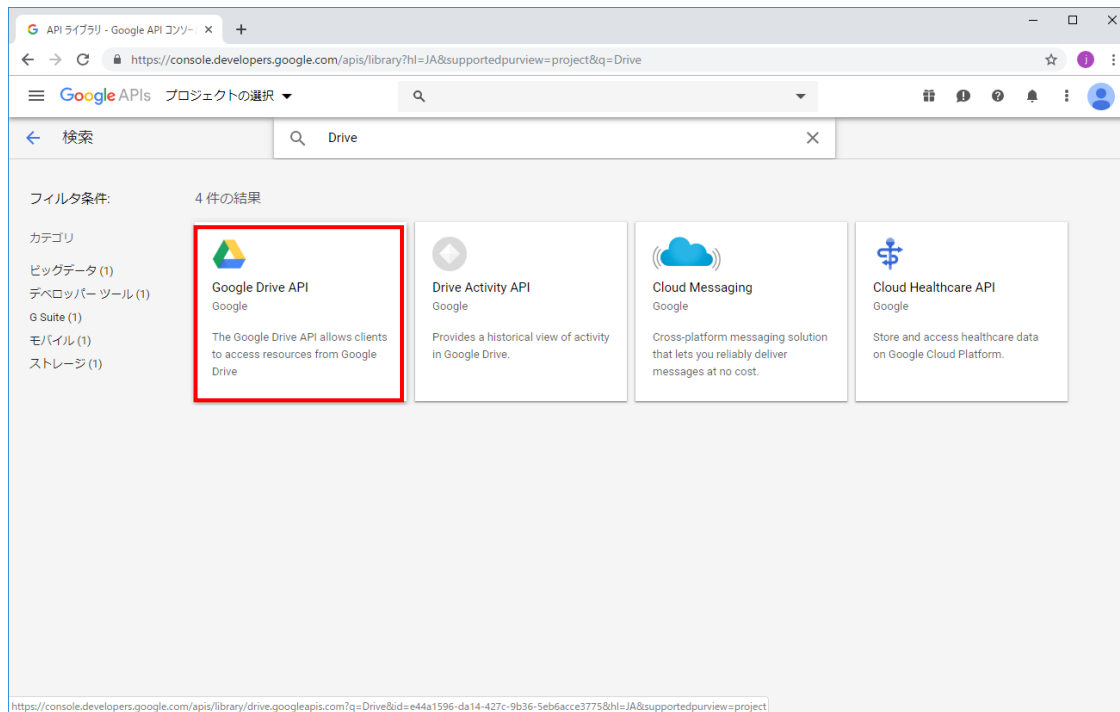 API ライブラリ - Google API コンソー
https://console.developers.google.com/apis/library?hl=JA&supportedpurview=project&q=Drive
j
Google APIs プロジェクトの選択
検索
Drive
フィルタ条件:
4 件の結果
カテゴリ
ビッグデータ (1)
デベロッパー ツール (1)
G Suite (1)
モバイル (1)
ストレージ (1)
Google Drive API
Google
The Google Drive API allows clients
to access resources from Google
Drive
Drive Activity API
Google
Provides a historical view of activity
in Google Drive.
Cloud Messaging
Google
Cross-platform messaging solution
that lets you reliably deliver
messages at no cost.
Cloud Healthcare API
Google
Store and access healthcare data
on Google Cloud Platform.
https://console.developers.google.com/apis/library/drive.googleapis.com?q=Drive&id=e44a1596-da14-427c-9b36-5eb6acce3775&hl=JA&supportedpurview=project